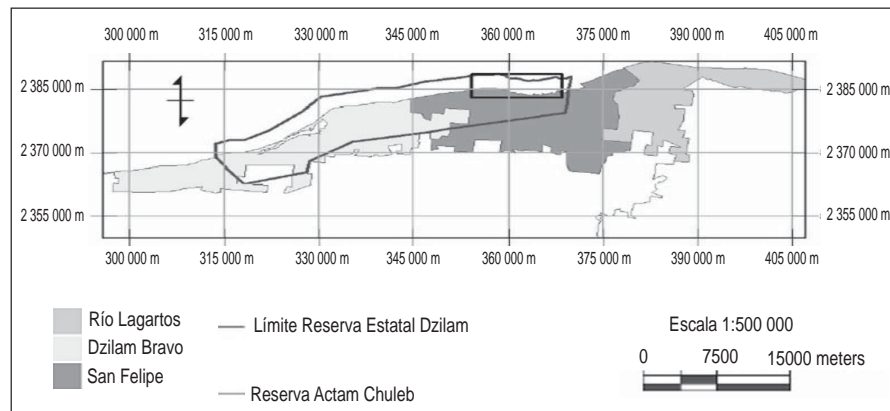 300 000 m 315 000 m 330 000 m 345 000 m 360 000 m 375 000 m 390 000 m 405 000 m
2 385 000 m 2 385 000 m
2 370 000 m 2 370 000 m
2 355 000 m 2 355 000 m
300 000 m 315 000 m 330 000 m 345 000 m 360 000 m 375 000 m 390 000 m 405 000 m
Río Lagartos
Dzilam Bravo
San Felipe
Límite Reserva Estatal Dzilam
Reserva Actam Chuleb
Escala 1:500 000
0 7500 15000 meters